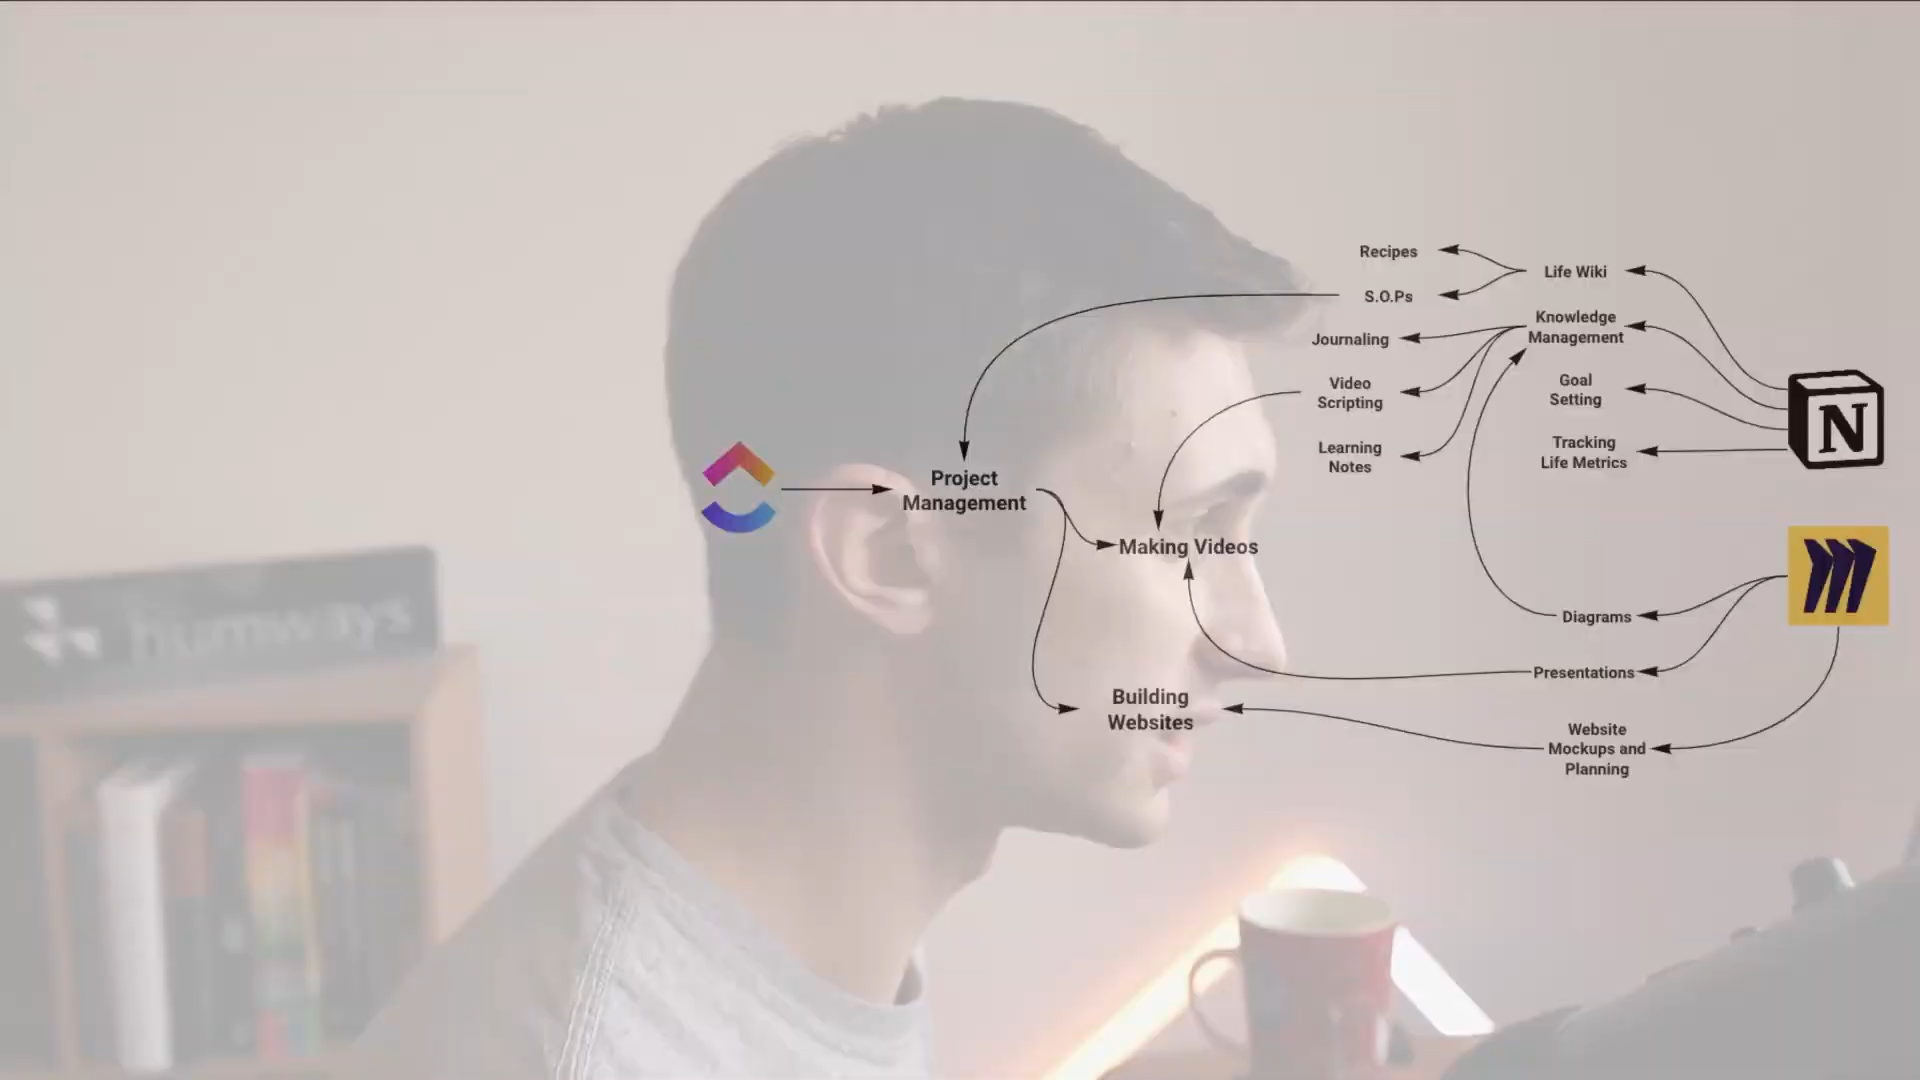 Recipes
Life Wiki
S.O.Ps
Knowledge
Management
Journaling
Goal
Setting
Video
Scripting
Tracking
Life Metrics
Learning
Notes
N
Project
Management
Making Videos
Diagrams
Presentations
Building
Websites
Website
Mockups and
Planning
humways